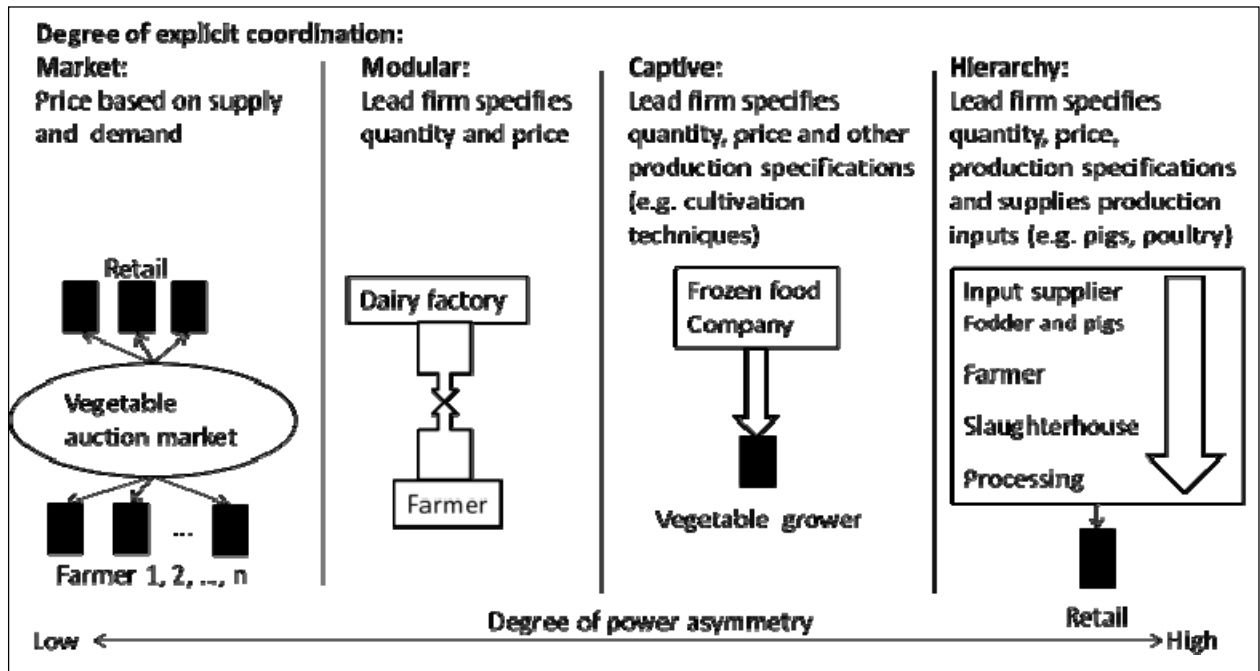 Degree of explicit coordination:
Market:
Price based on supply
and demand
Retail
Vegetable
auction market
...
Farmer 1, 2, ..., n
Modular:
Lead firm specifies
quantity and price
Dairy factory
Farmer
Captive:
Lead firm specifies
quantity, price and other
production specifications
(e.g. cultivation
techniques)
Frozen food
Company
Vegetable grower
Hierarchy:
Lead firm specifies
quantity, price,
production specifications
and supplies production
inputs (e.g. pigs, poultry)
Input supplier
Fodder and pigs
Farmer
Slaughterhouse
Processing
Retail
Degree of power asymmetry
Low
High